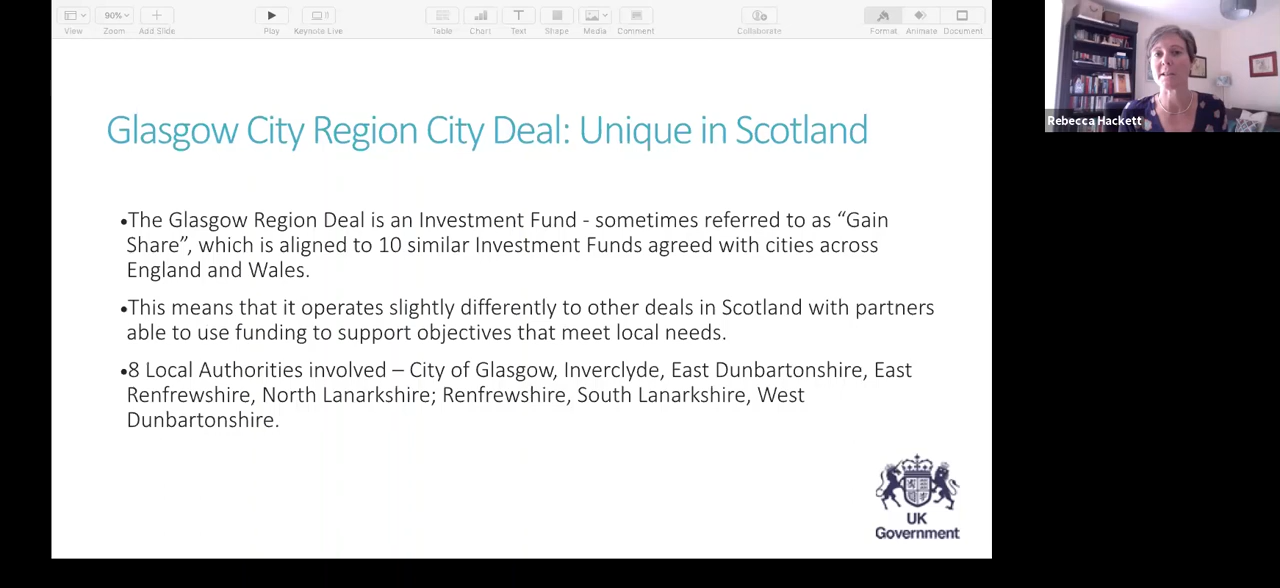 90%
View
Zoom
Add Slide
Play
Keynote Live
Table
Chart
Text
Shape
Media
Comment
Collaborate
Format
Animate
Document
Rebecca Hackett
Glasgow City Region City Deal: Unique in Scotland
•The Glasgow Region Deal is an Investment Fund - sometimes referred to as “Gain
Share”, which is aligned to 10 similar Investment Funds agreed with cities across
England and Wales.
•This means that it operates slightly differently to other deals in Scotland with partners
able to use funding to support objectives that meet local needs.
•8 Local Authorities involved – City of Glasgow, Inverclyde, East Dunbartonshire, East
Renfrewshire, North Lanarkshire; Renfrewshire, South Lanarkshire, West
Dunbartonshire.
UK
Government